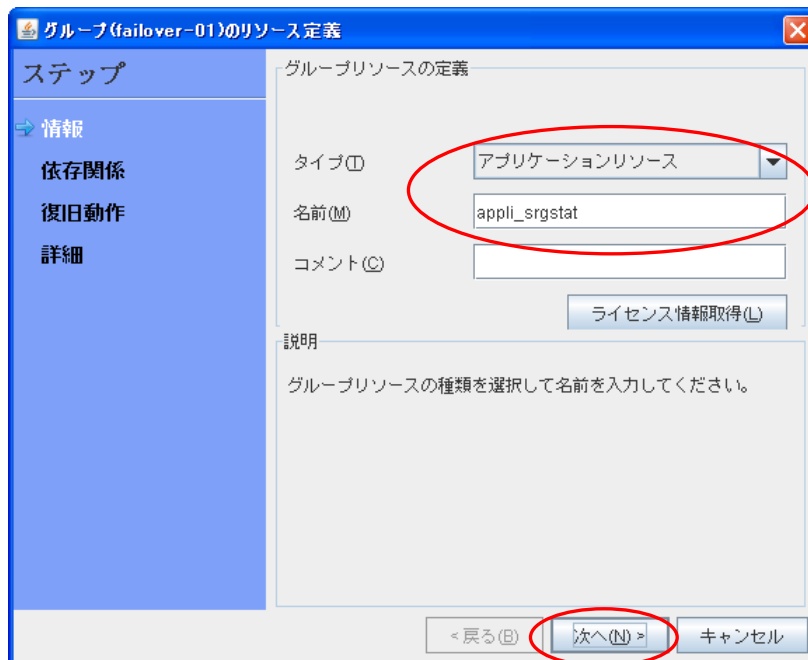 グループ(failover-01)のリソース定義
ステップ
情報
依存関係
復旧動作
詳細
グループリソースの定義
タイプ(T) アプリケーションリソース
名前(M) appli_srgstat
コメント(C)
ライセンス情報取得(L)
説明
グループリソースの種類を選択して名前を入力してください。
<戻る(B) 次へ(N)> キャンセル